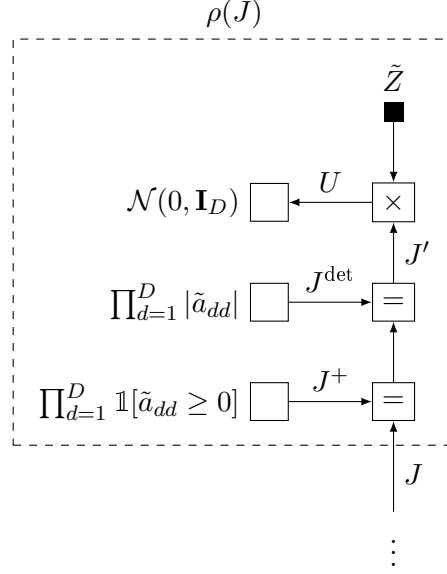 ρ(J)
Z̃
𝒩(0, 𝐈_D) U ×
J′
∏_{d=1}^{D} |ã_{dd}| J^{det} =
∏_{d=1}^{D} 𝟙[ã_{dd} ≥ 0] J^{+} =
J
⋮